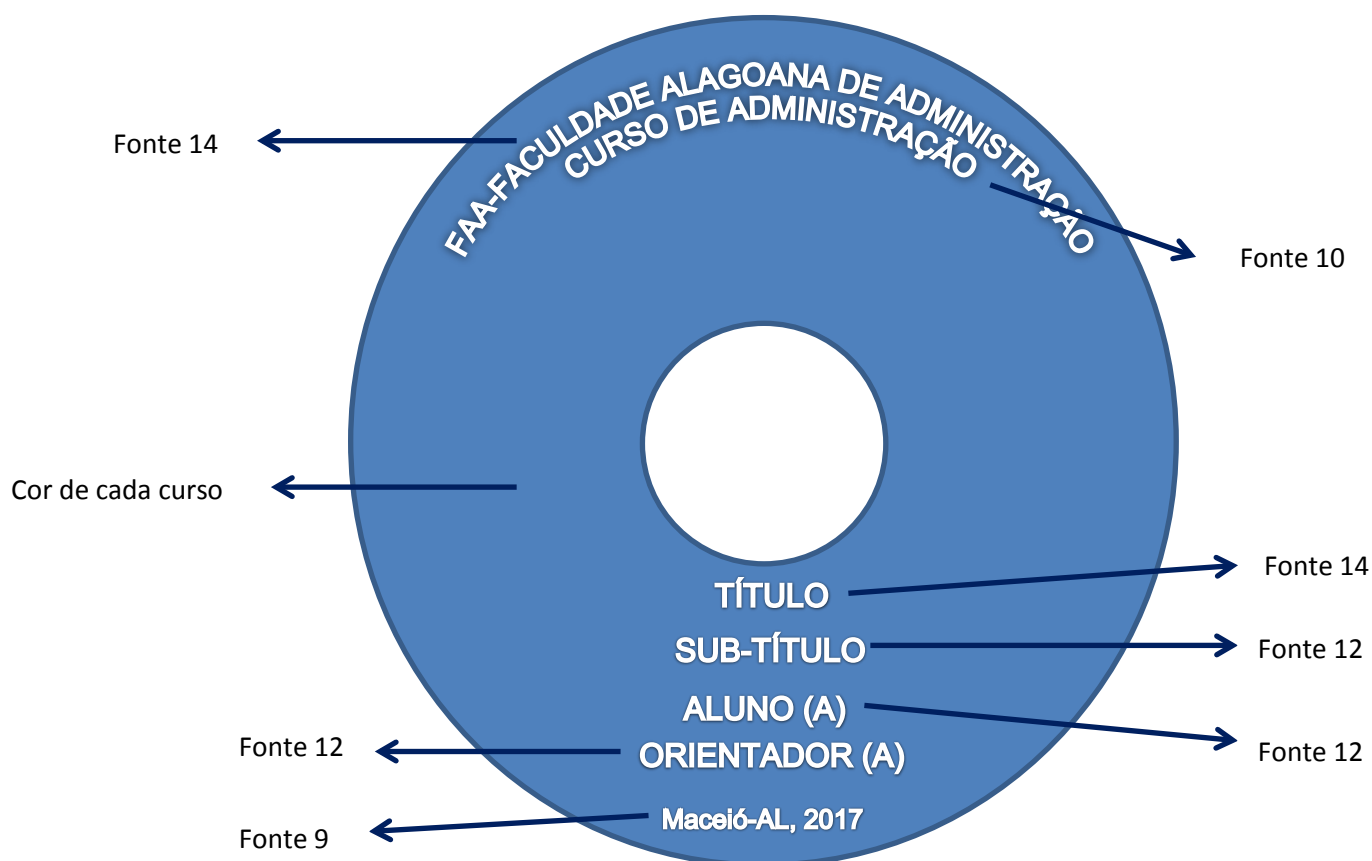 FAA-FACULDADE ALAGOANA DE ADMINISTRAÇÃO
CURSO DE ADMINISTRAÇÃO
Fonte 14
Fonte 10
Cor de cada curso
TÍTULO
Fonte 14
SUB-TÍTULO
Fonte 12
ALUNO (A)
Fonte 12
ORIENTADOR (A)
Fonte 12
Maceió-AL, 2017
Fonte 9